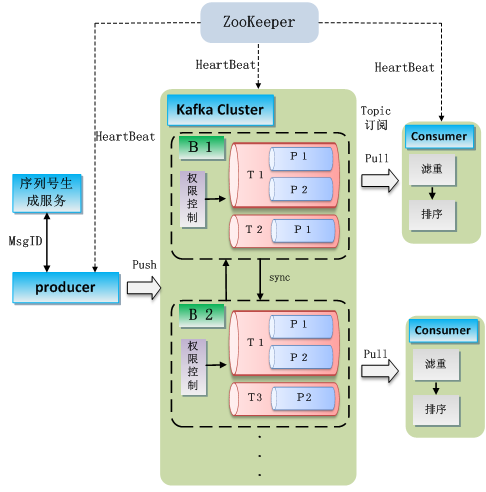 ZooKeeper
HeartBeat
HeartBeat
HeartBeat
Kafka Cluster
Topic
订阅
Consumer
滤重
排序
B 1
权限控制
T 1
P 1
P 2
T 2
P 1
Pull
序列号生
成服务
MsgID
producer
Push
sync
B 2
权限控制
T 1
P 1
P 2
T3
P2
Pull
Consumer
滤重
排序